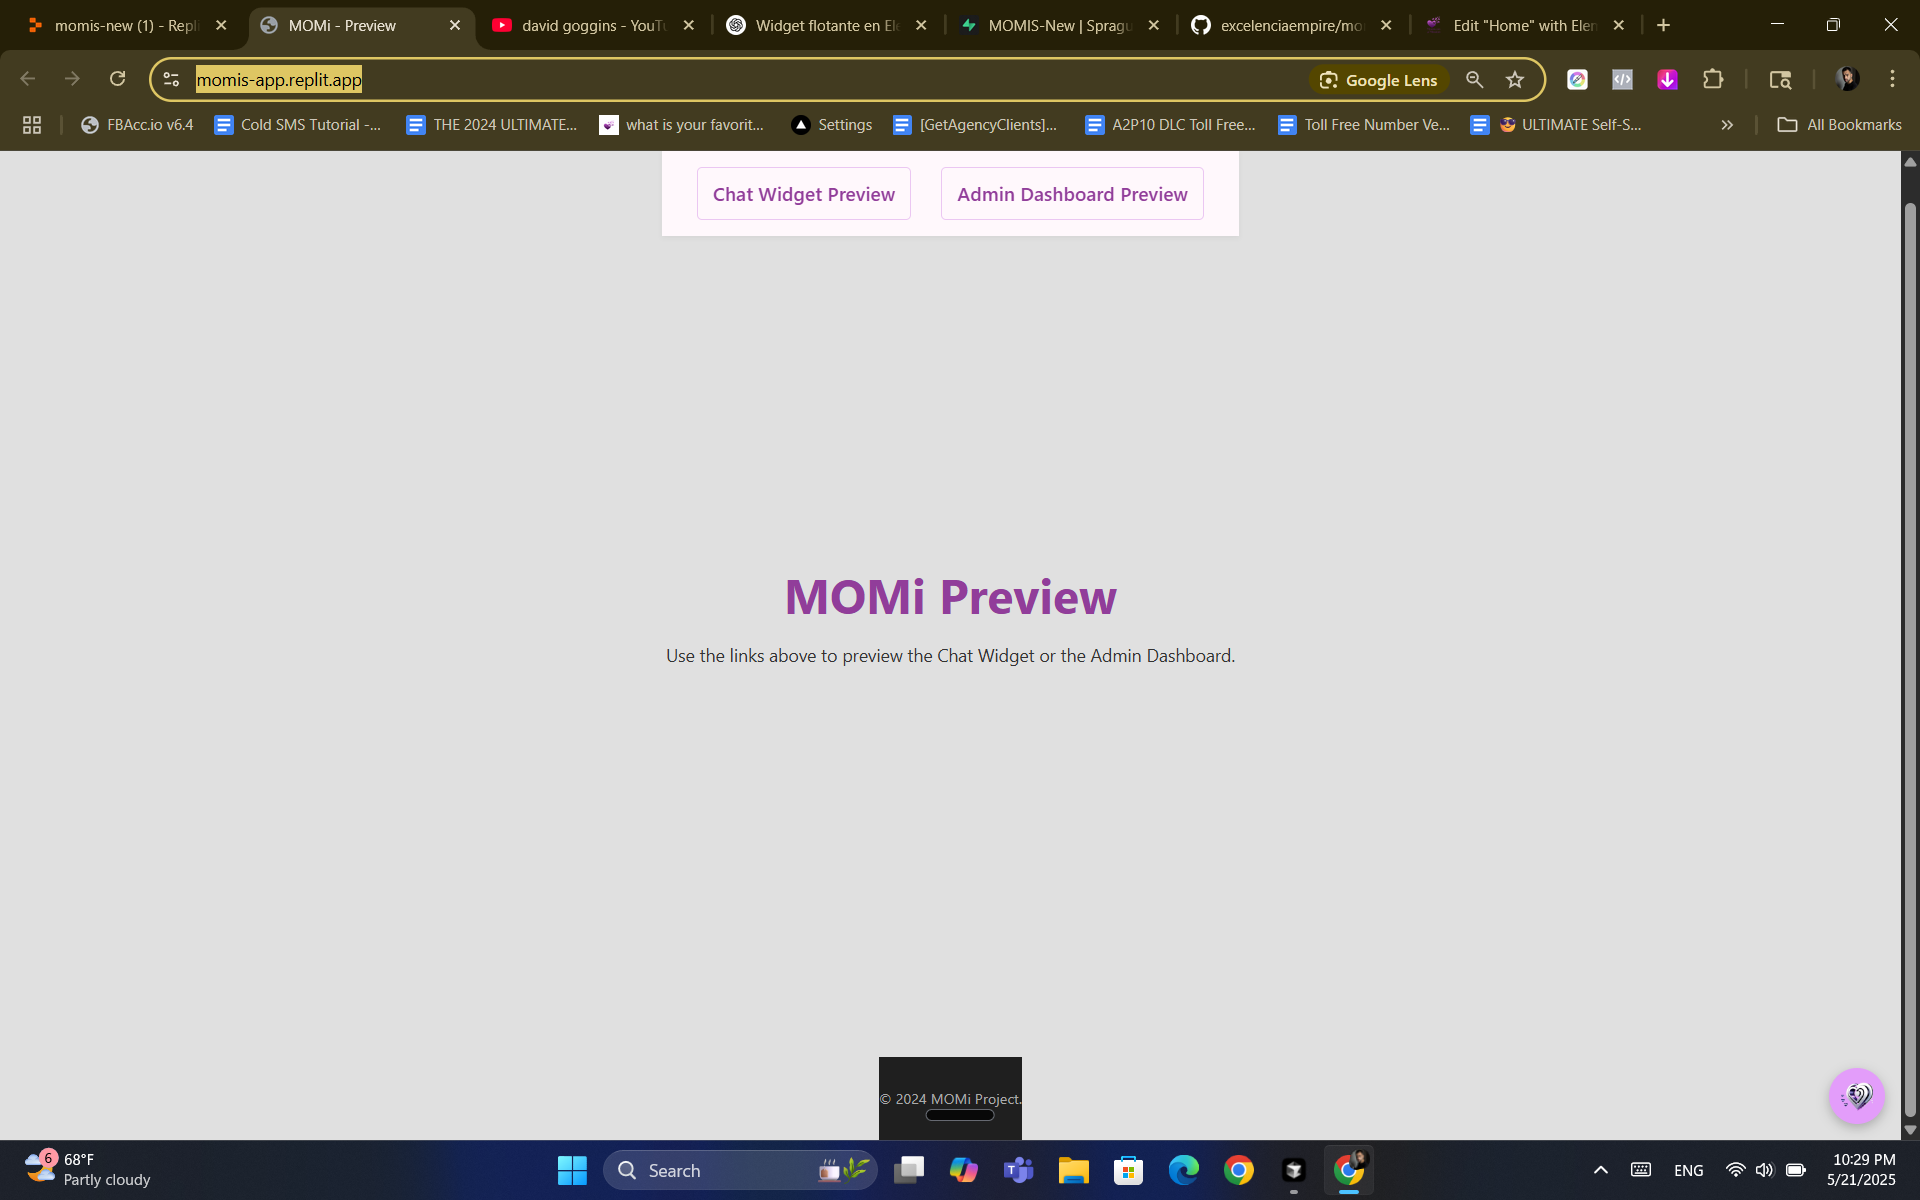 momis-new (1) - Repli
MOMi - Preview
david goggins - YouTu
Widget flotante en Ele
MOMIS-New | Spragu
excelenciaempire/mo
Edit "Home" with Elen
momis-app.replit.app
Google Lens
FBAcc.io v6.4
Cold SMS Tutorial -...
THE 2024 ULTIMATE...
what is your favorit...
Settings
[GetAgencyClients]...
A2P10 DLC Toll Free...
Toll Free Number Ve...
ULTIMATE Self-S...
All Bookmarks
Chat Widget Preview
Admin Dashboard Preview
MOMi Preview
Use the links above to preview the Chat Widget or the Admin Dashboard.
© 2024 MOMi Project.
6
68°F
Partly cloudy
Search
ENG
10:29 PM
5/21/2025